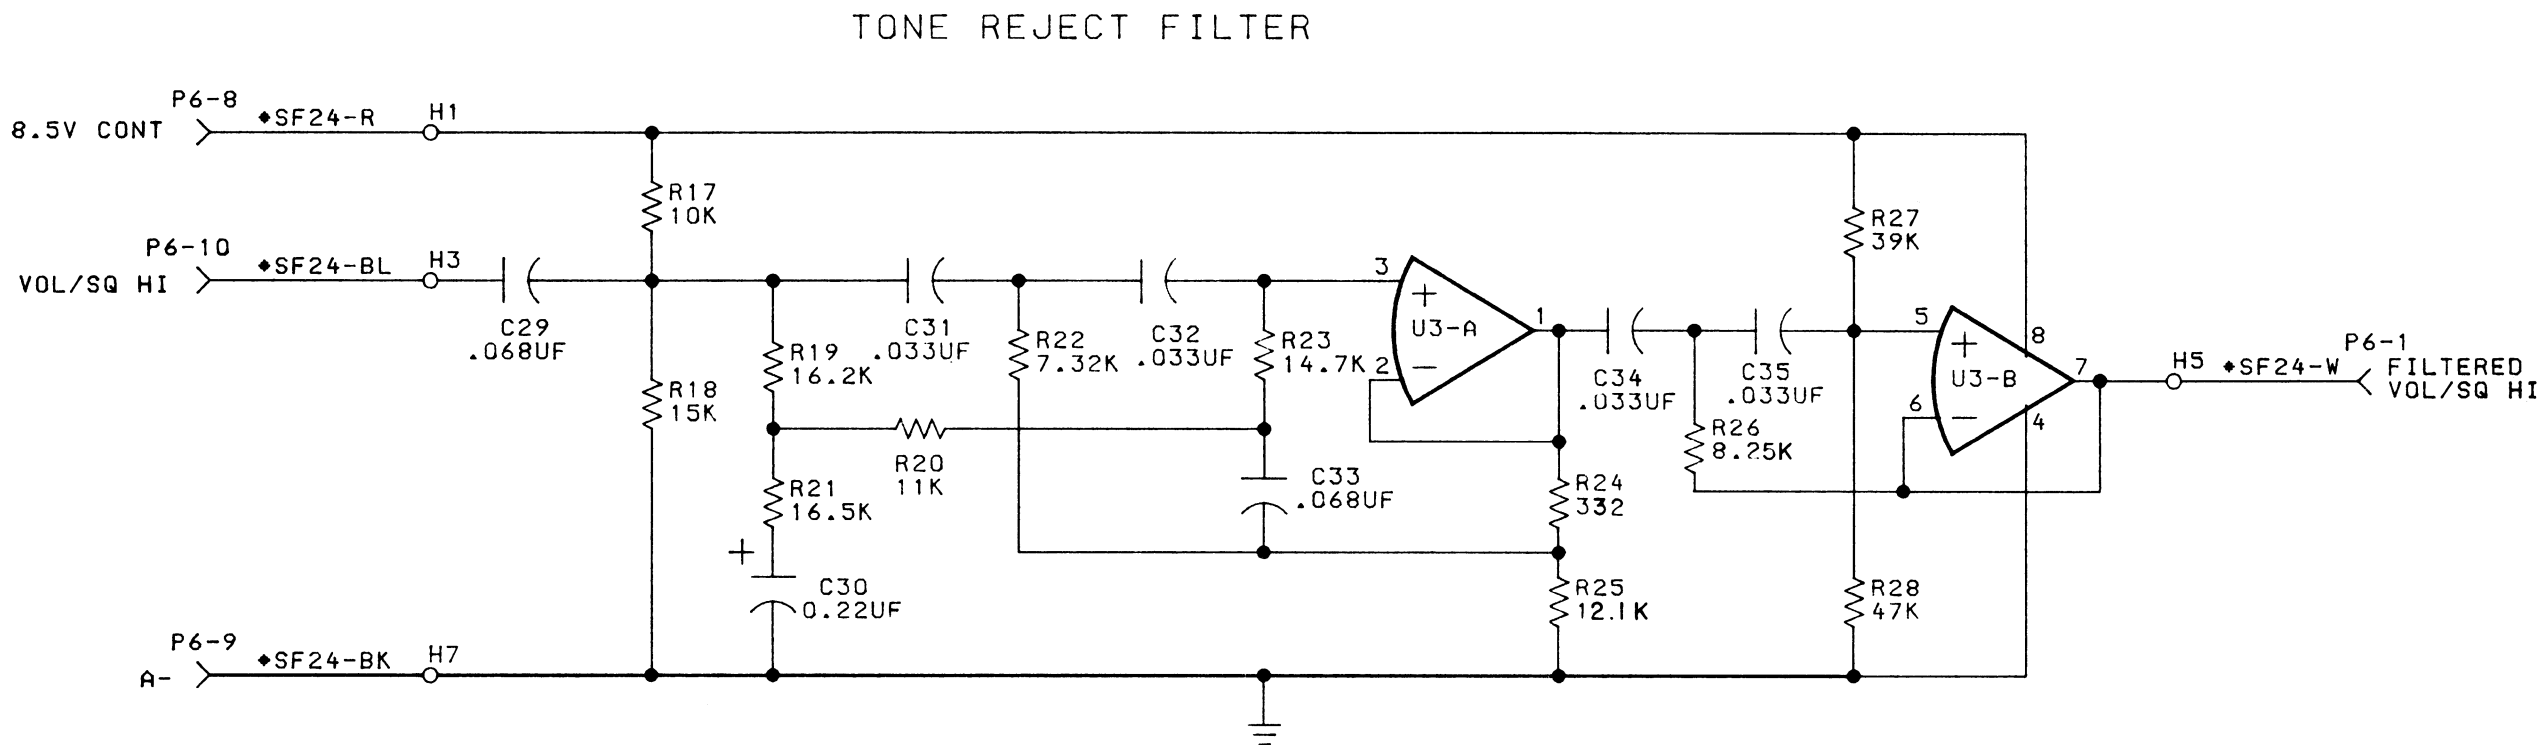 TONE REJECT FILTER
P6-8
8.5V CONT
◆SF24-R
H1
R17
10K
R27
39K
P6-10
VOL/SQ HI
◆SF24-BL
H3
C29
.068UF
R18
15K
R19
16.2K
C31
.033UF
R22
7.32K
C32
.033UF
R23
14.7K
3
+
U3-A
2
−
1
C34
.033UF
C35
.033UF
5
+
U3-B
6
−
8
7
4
H5
◆SF24-W
P6-1
FILTERED
VOL/SQ HI
R20
11K
R21
16.5K
C33
.068UF
R24
332
R26
8.25K
+
C30
0.22UF
R25
12.1K
R28
47K
P6-9
A-
◆SF24-BK
H7